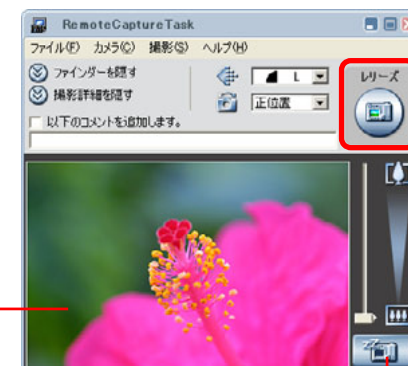 RemoteCaptureTask
ファイル(F) カメラ(C) 撮影(S) ヘルプ(H)
ファインダーを隠す
L
レリーズ
撮影詳細を隠す
正位置
以下のコメントを追加します。